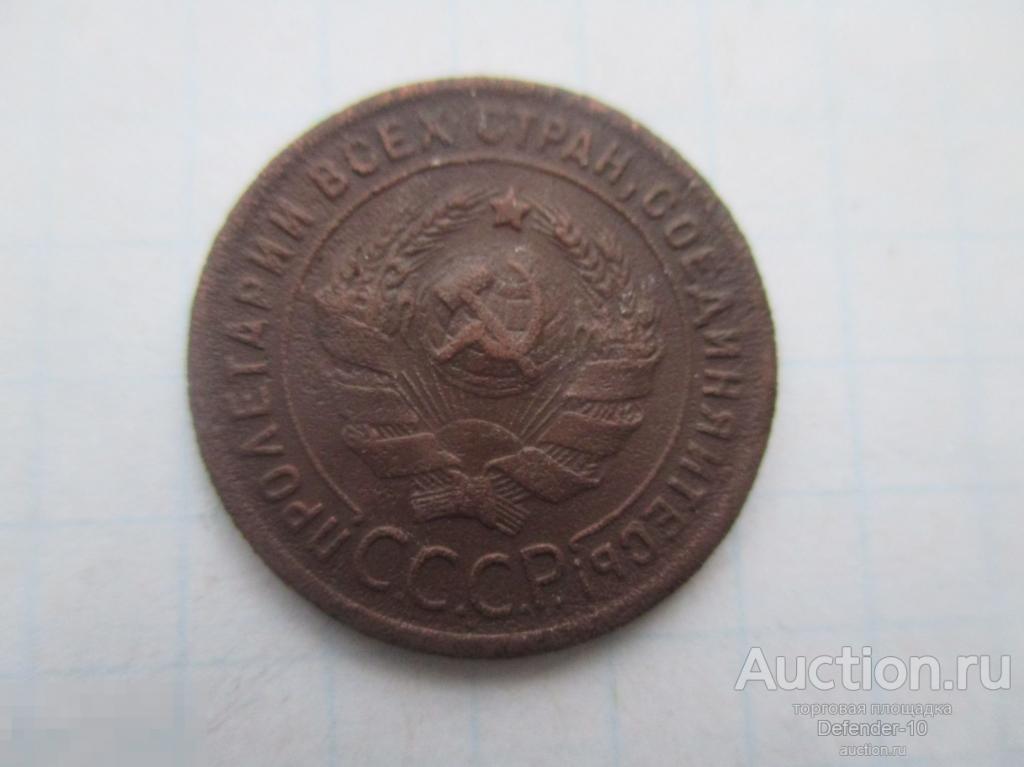 ПРОЛЕТАРИИ ВСЕХ СТРАН, СОЕДИНЯЙТЕСЬ!
С.С.С.Р.
Auction.ru
торговая площадка
Defender-10
auction.ru